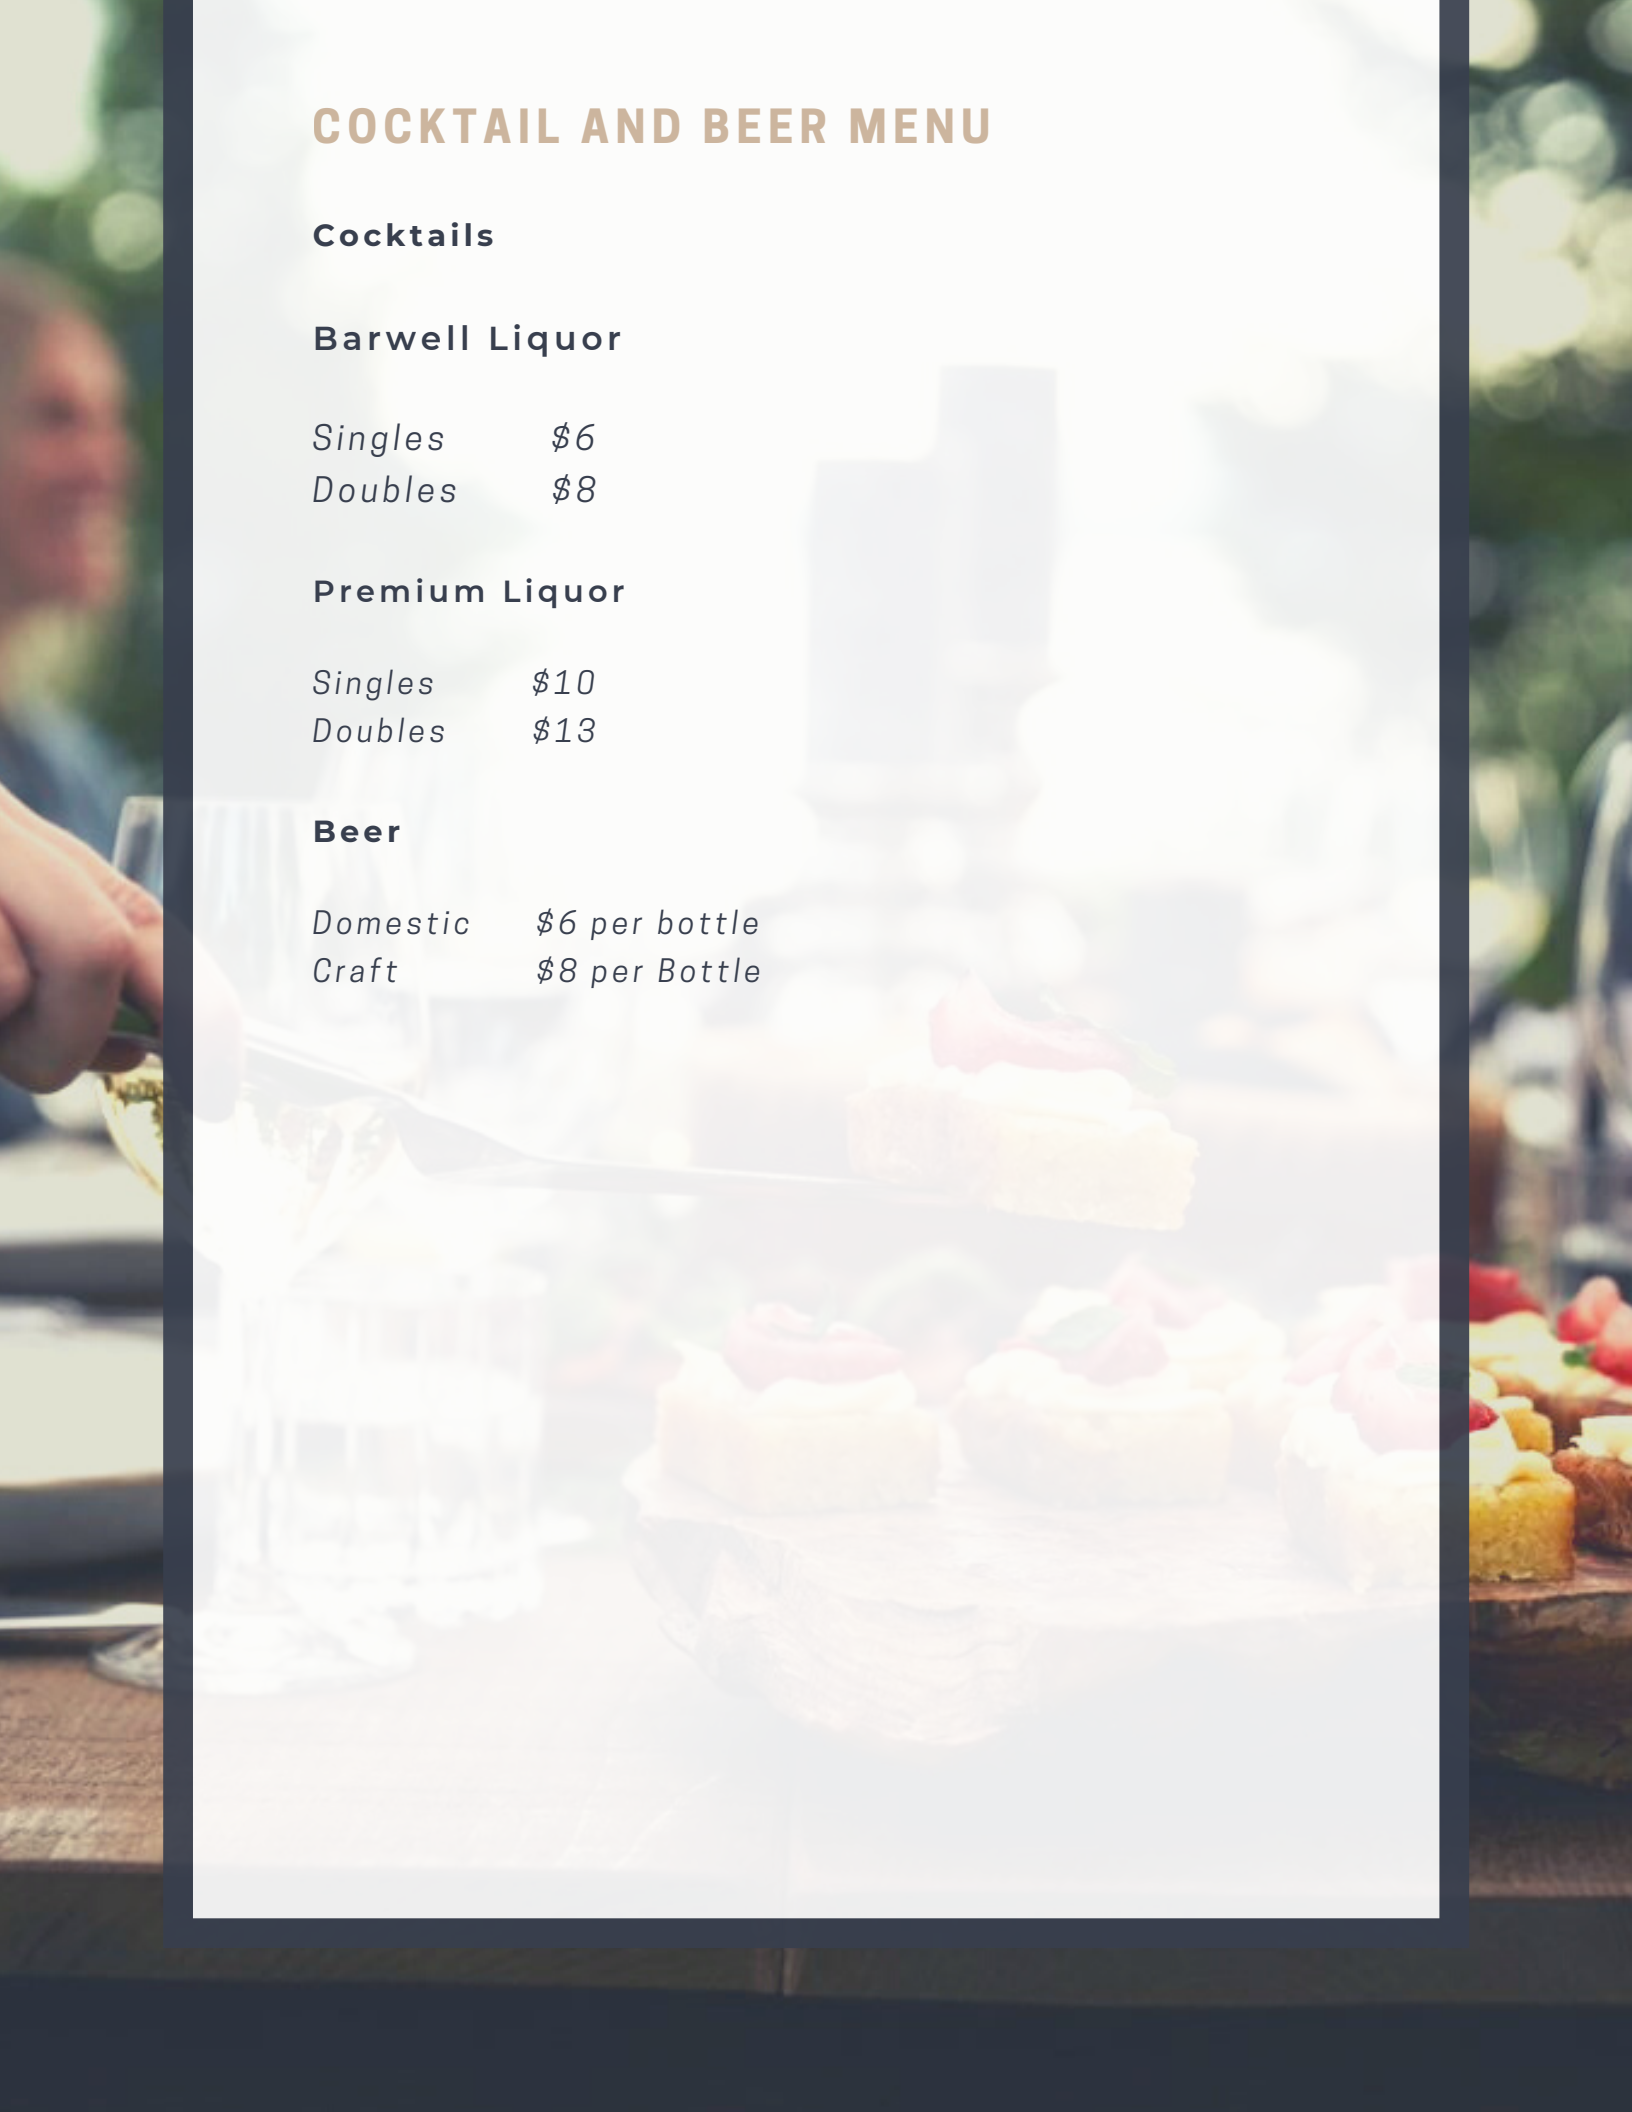 COCKTAIL AND BEER MENU
Cocktails
Barwell Liquor
Singles $6
Doubles $8
Premium Liquor
Singles $10
Doubles $13
Beer
Domestic $6 per bottle
Craft $8 per Bottle